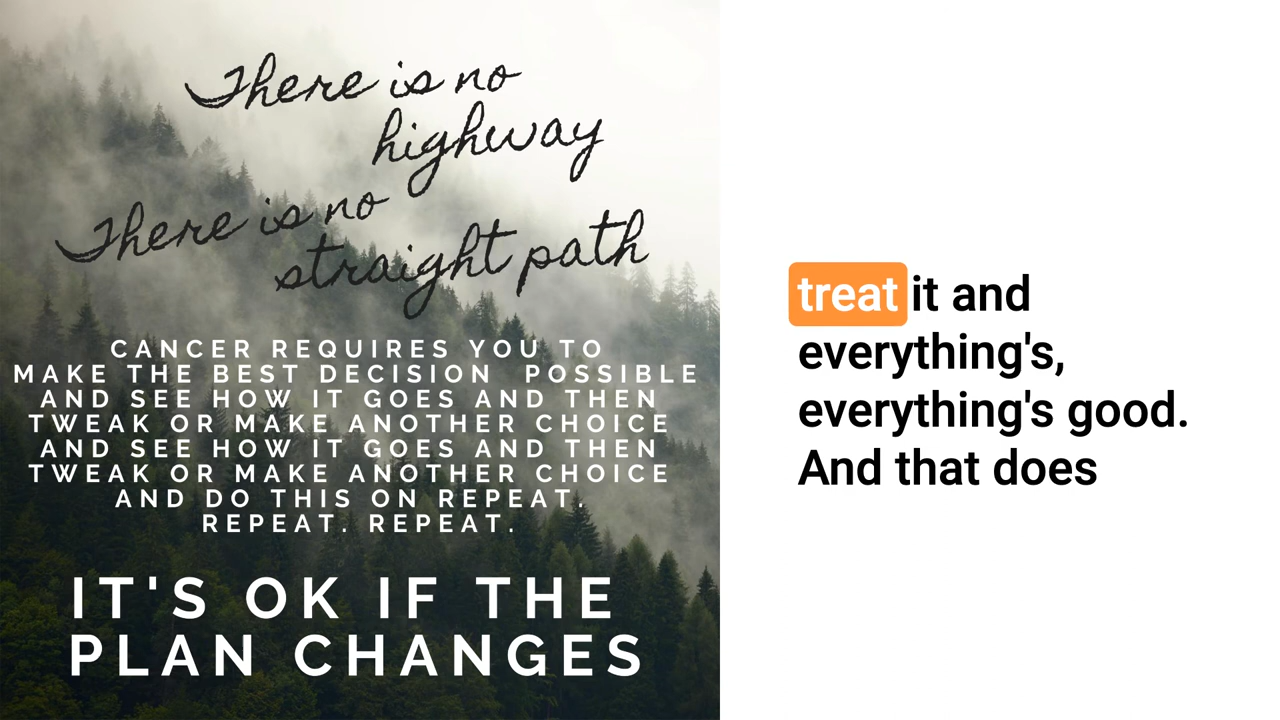 There is no
highway
There is no
straight path
CANCER REQUIRES YOU TO
MAKE THE BEST DECISION POSSIBLE
AND SEE HOW IT GOES AND THEN
TWEAK OR MAKE ANOTHER CHOICE
AND SEE HOW IT GOES AND THEN
TWEAK OR MAKE ANOTHER CHOICE
AND DO THIS ON REPEAT.
REPEAT. REPEAT.
IT'S OK IF THE
PLAN CHANGES
treat it and
everything's,
everything's good.
And that does